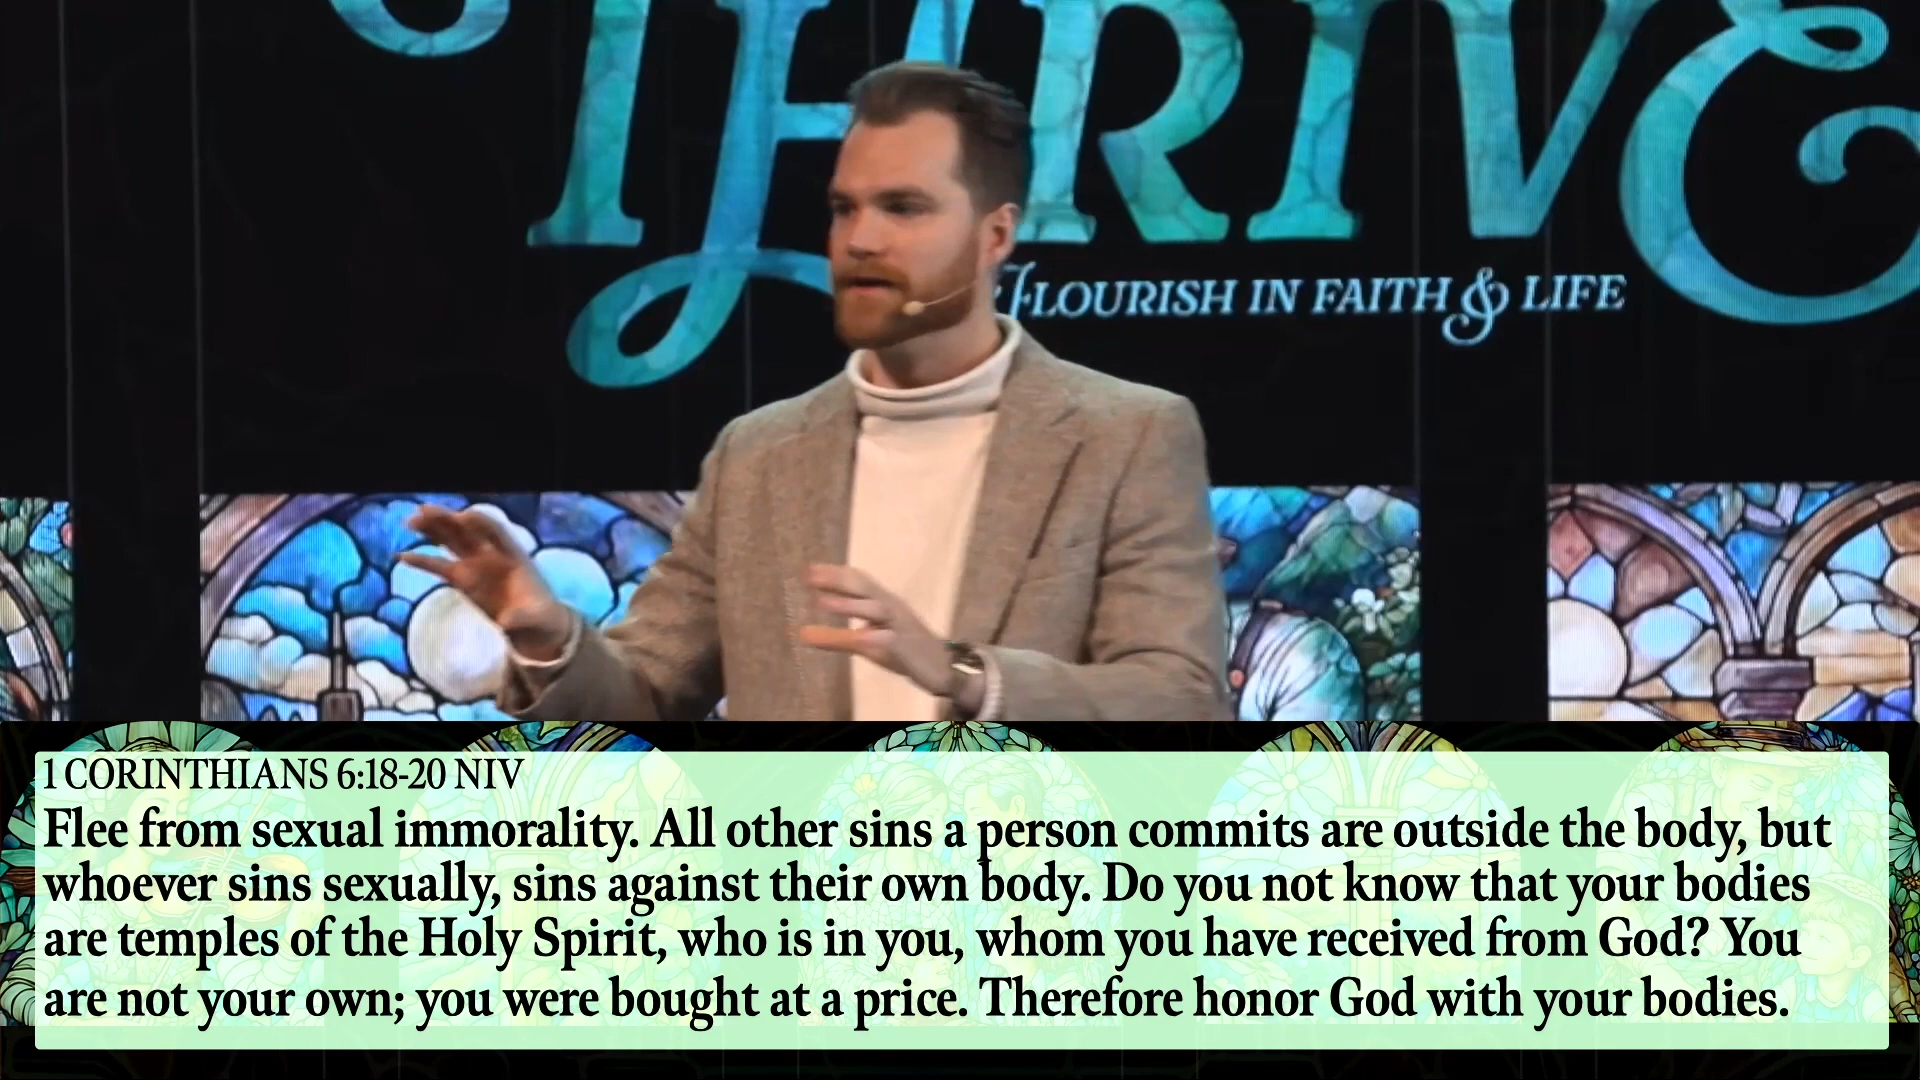 THRIVE
FLOURISH IN FAITH & LIFE
1 CORINTHIANS 6:18-20 NIV
Flee from sexual immorality. All other sins a person commits are outside the body, but
whoever sins sexually, sins against their own body. Do you not know that your bodies
are temples of the Holy Spirit, who is in you, whom you have received from God? You
are not your own; you were bought at a price. Therefore honor God with your bodies.